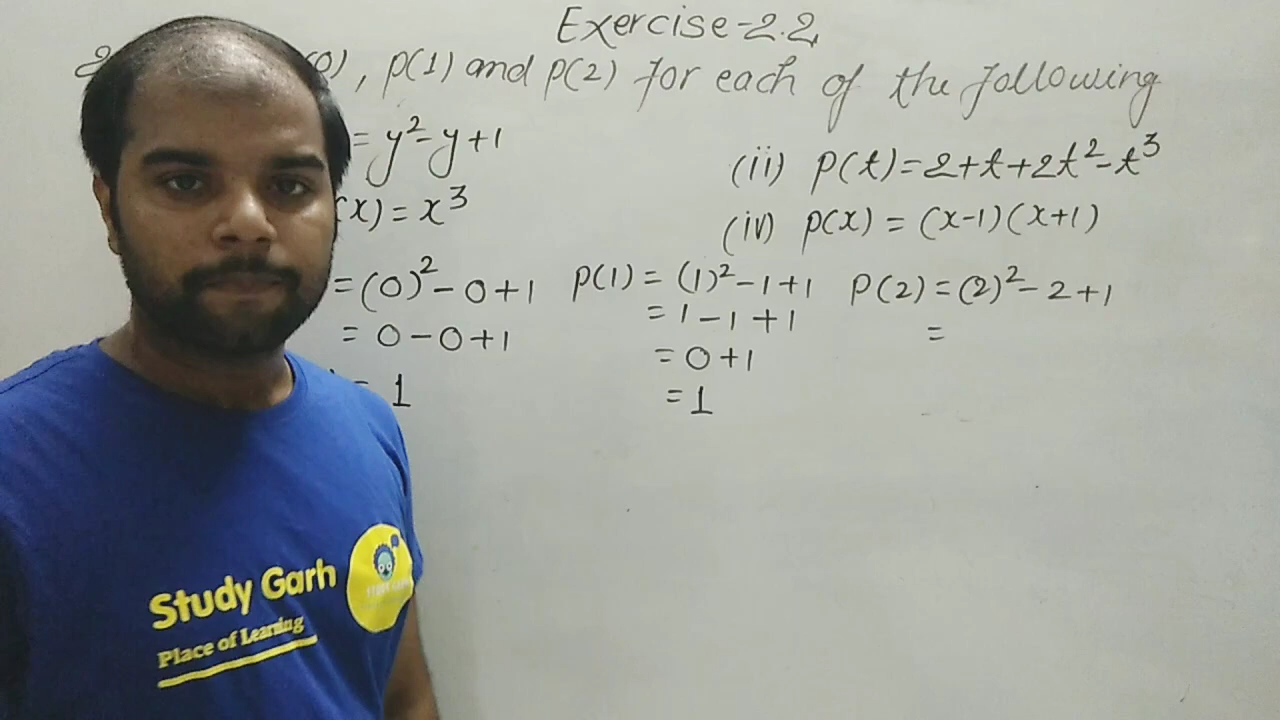 Exercise-2.2
2 (0), p(1) and p(2) for each of the following
= y²-y+1
(ii) p(t)=2+t+2t²-t³
(x) = x³
(iv) p(x) = (x-1)(x+1)
=(0)²-0+1 p(1) = (1)²-1+1 p(2)=(2)²-2+1
= 0-0+1 = 1-1+1 =
= 0+1
= 1 = 1
Study Garh
Place of Learning